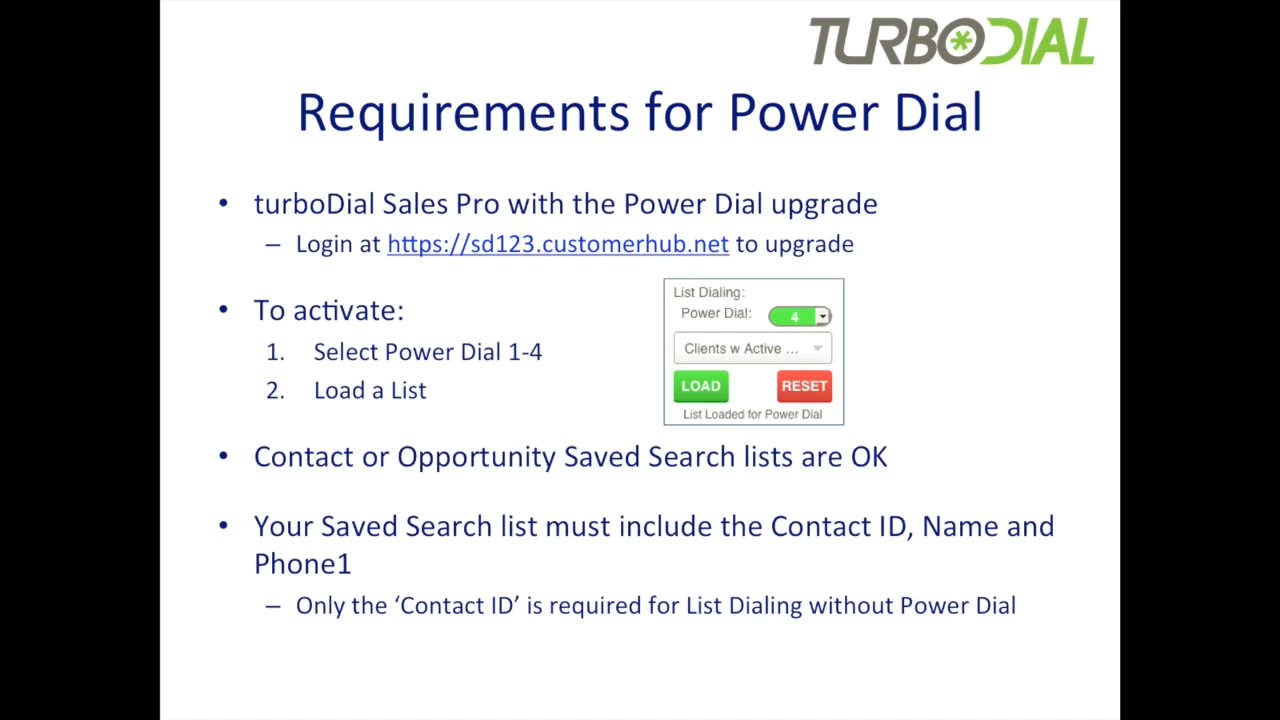 TURBODIAL
Requirements for Power Dial
• turboDial Sales Pro with the Power Dial upgrade
– Login at https://sd123.customerhub.net to upgrade
• To activate:
1. Select Power Dial 1-4
2. Load a List
List Dialing:
Power Dial: 4
Clients w Active ...
LOAD RESET
List Loaded for Power Dial
• Contact or Opportunity Saved Search lists are OK
• Your Saved Search list must include the Contact ID, Name and
Phone1
– Only the ‘Contact ID’ is required for List Dialing without Power Dial